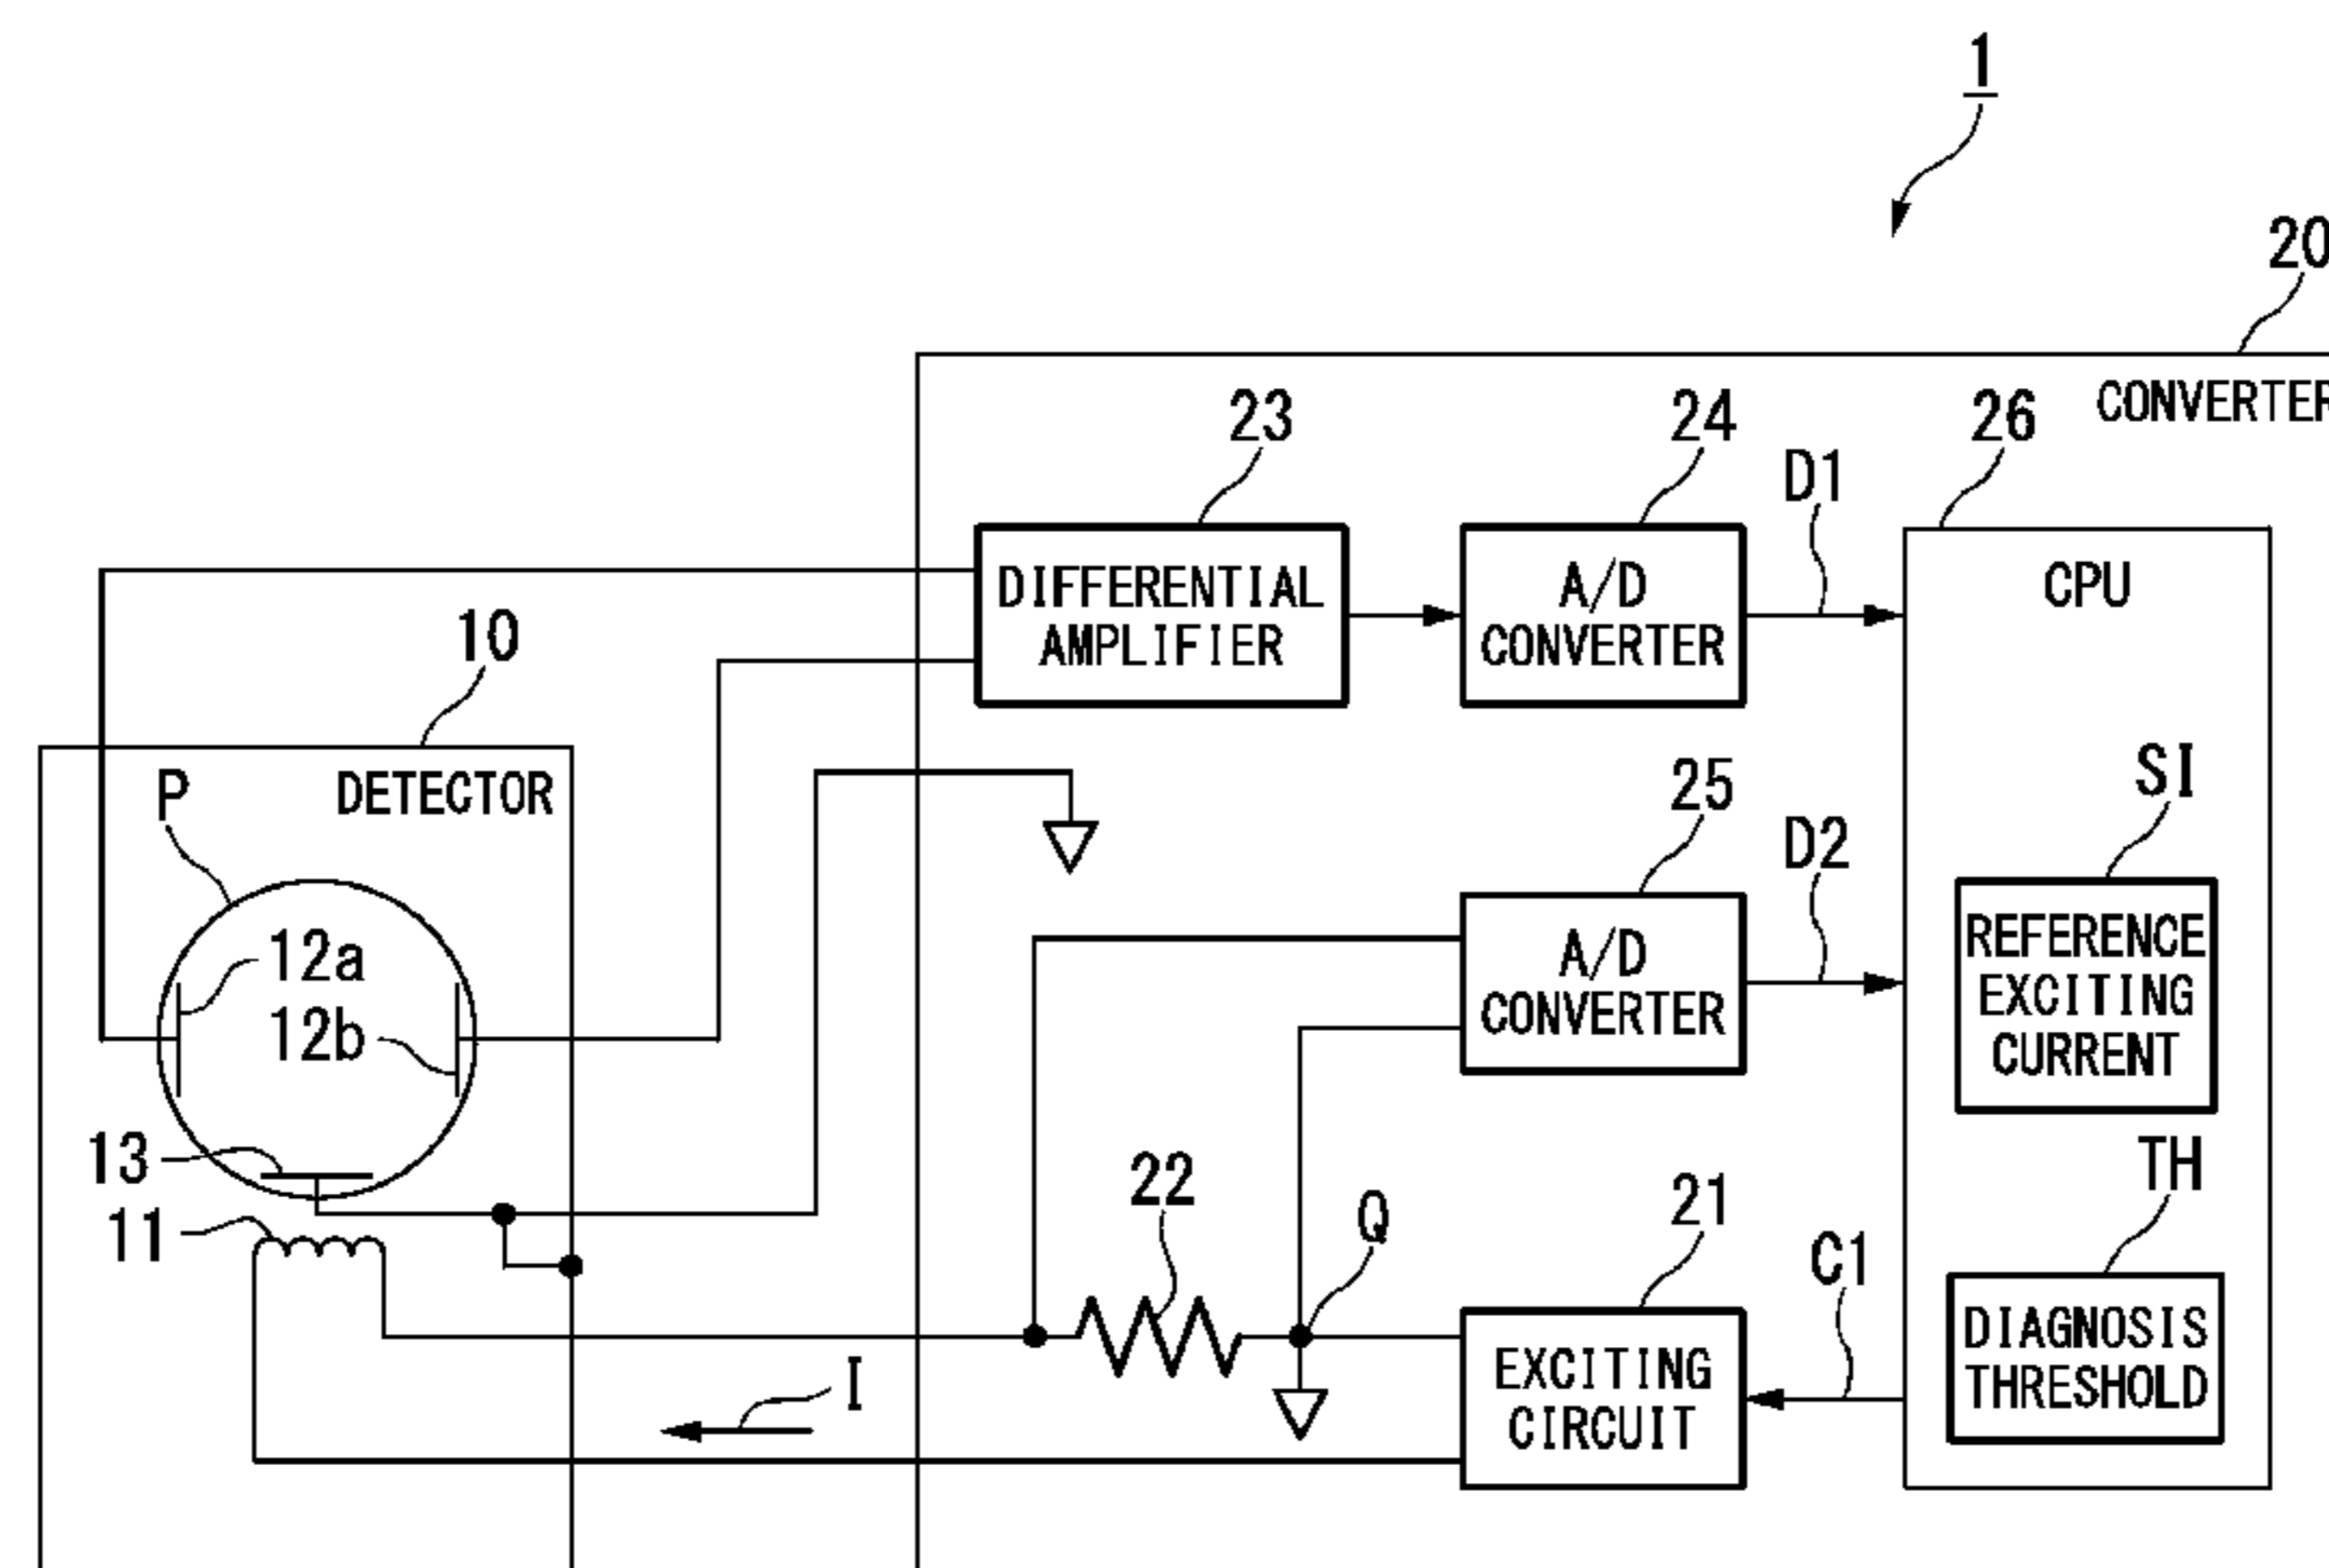 1
20
CONVERTER
23
24
26
D1
DIFFERENTIAL
AMPLIFIER
A/D
CONVERTER
CPU
10
DETECTOR
P
25
SI
D2
12a
12b
A/D
CONVERTER
REFERENCE
EXCITING
CURRENT
13
11
22
Q
21
TH
C1
I
EXCITING
CIRCUIT
DIAGNOSIS
THRESHOLD